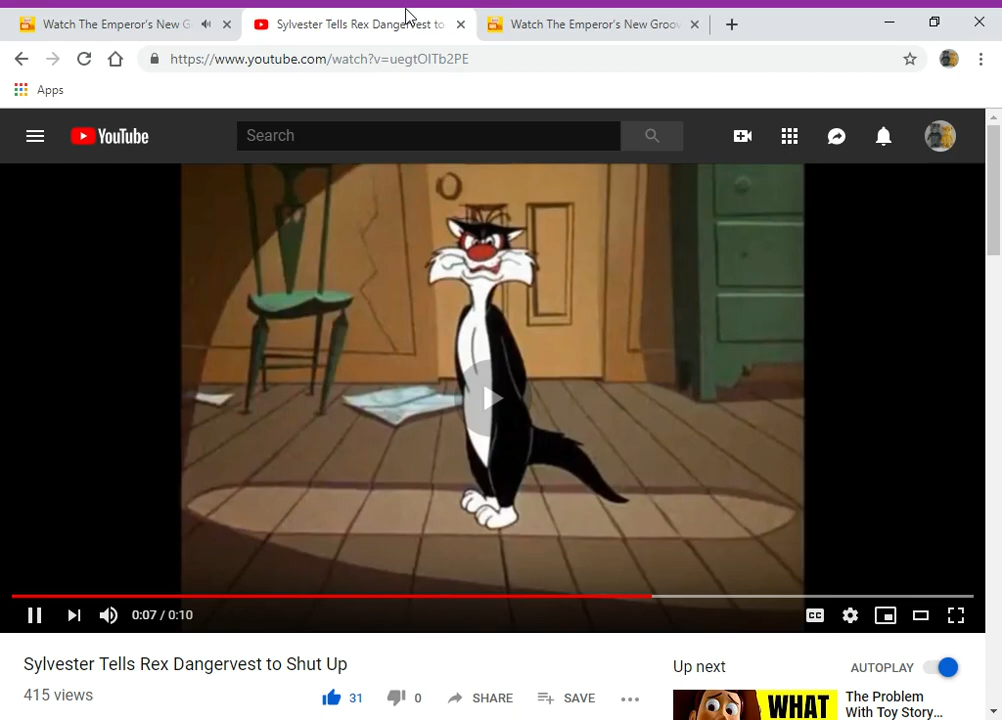 Watch The Emperor's New G
Sylvester Tells Rex Dangervest to
Watch The Emperor's New Groov
https://www.youtube.com/watch?v=uegtOITb2PE
Apps
YouTube
Search
0:07 / 0:10
CC
Sylvester Tells Rex Dangervest to Shut Up
415 views
31
0
SHARE
SAVE
Up next
AUTOPLAY
WHAT
The Problem
With Toy Story...